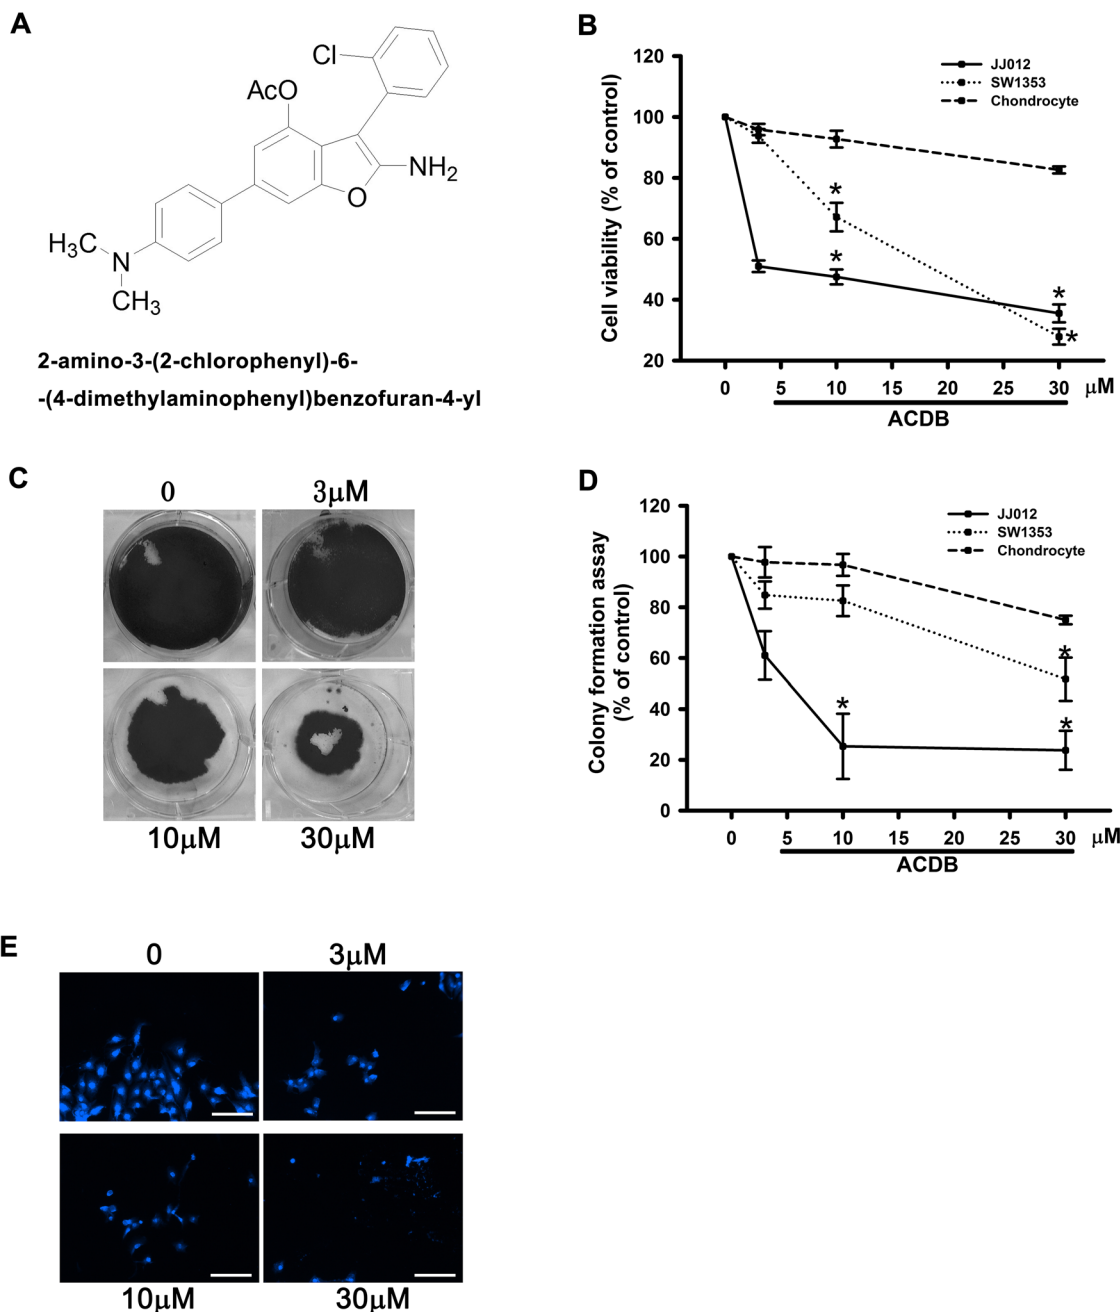 A
Cl
AcO
NH2
O
H3C
N
CH3
2-amino-3-(2-chlorophenyl)-6-
-(4-dimethylaminophenyl)benzofuran-4-yl
B
Cell viability (% of control)
120
100
80
60
40
20
JJ012
SW1353
Chondrocyte
*
*
*
*
0 5 10 15 20 25 30 μM
ACDB
C
0 3μM
10μM 30μM
D
Colony formation assay
(% of control)
120
100
80
60
40
20
0
JJ012
SW1353
Chondrocyte
*
*
*
0 5 10 15 20 25 30 μM
ACDB
E
0 3μM
10μM 30μM